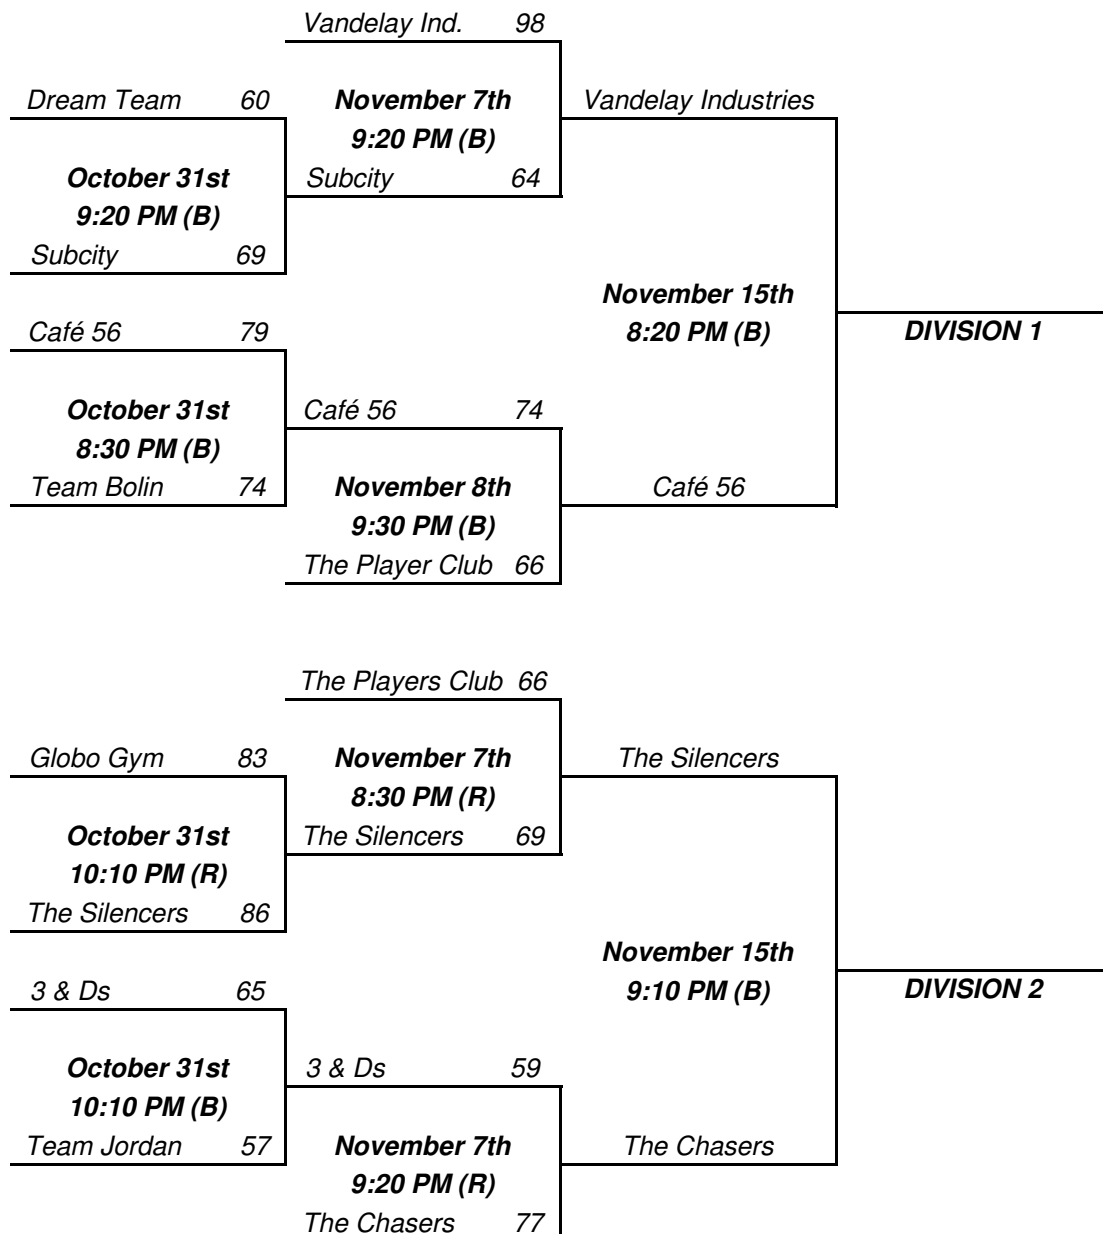 Vandelay Ind. 98
Dream Team 60
November 7th
Vandelay Industries
9:20 PM (B)
October 31st
Subcity 64
9:20 PM (B)
Subcity 69
November 15th
Café 56 79
8:20 PM (B)
DIVISION 1
October 31st
Café 56 74
8:30 PM (B)
Team Bolin 74
November 8th
Café 56
9:30 PM (B)
The Player Club 66
The Players Club 66
Globo Gym 83
November 7th
The Silencers
8:30 PM (R)
October 31st
The Silencers 69
10:10 PM (R)
The Silencers 86
November 15th
3 & Ds 65
9:10 PM (B)
DIVISION 2
October 31st
3 & Ds 59
10:10 PM (B)
Team Jordan 57
November 7th
The Chasers
9:20 PM (R)
The Chasers 77